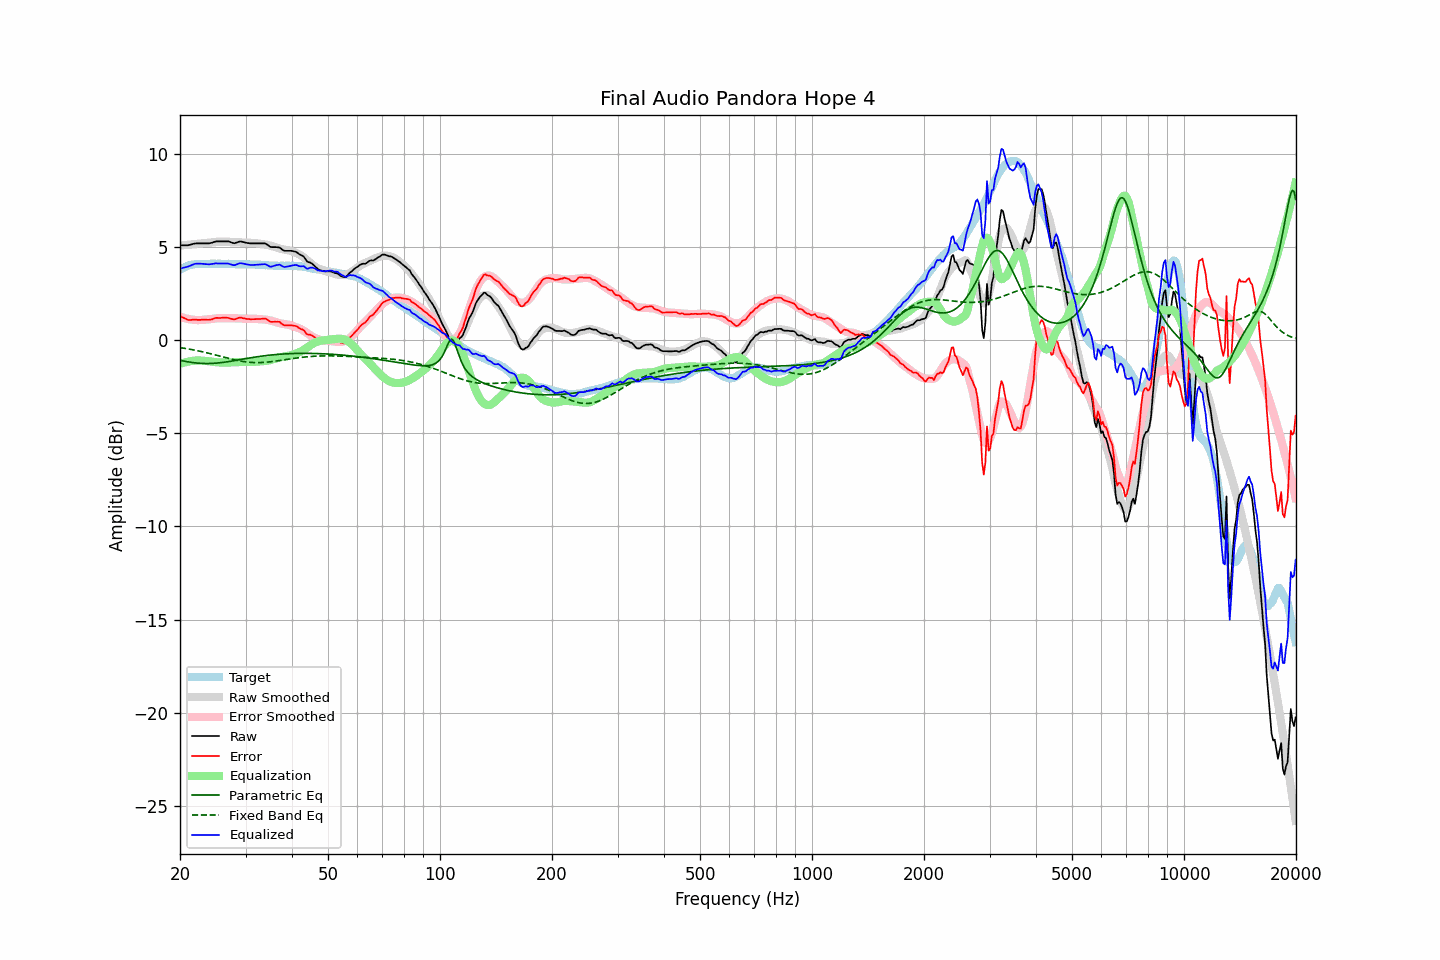 Final Audio Pandora Hope 4
10
5
0
−5
−10
−15
−20
−25
Amplitude (dBr)
Target
Raw Smoothed
Error Smoothed
Raw
Error
Equalization
Parametric Eq
Fixed Band Eq
Equalized
20 50 100 200 500 1000 2000 5000 10000 20000
Frequency (Hz)